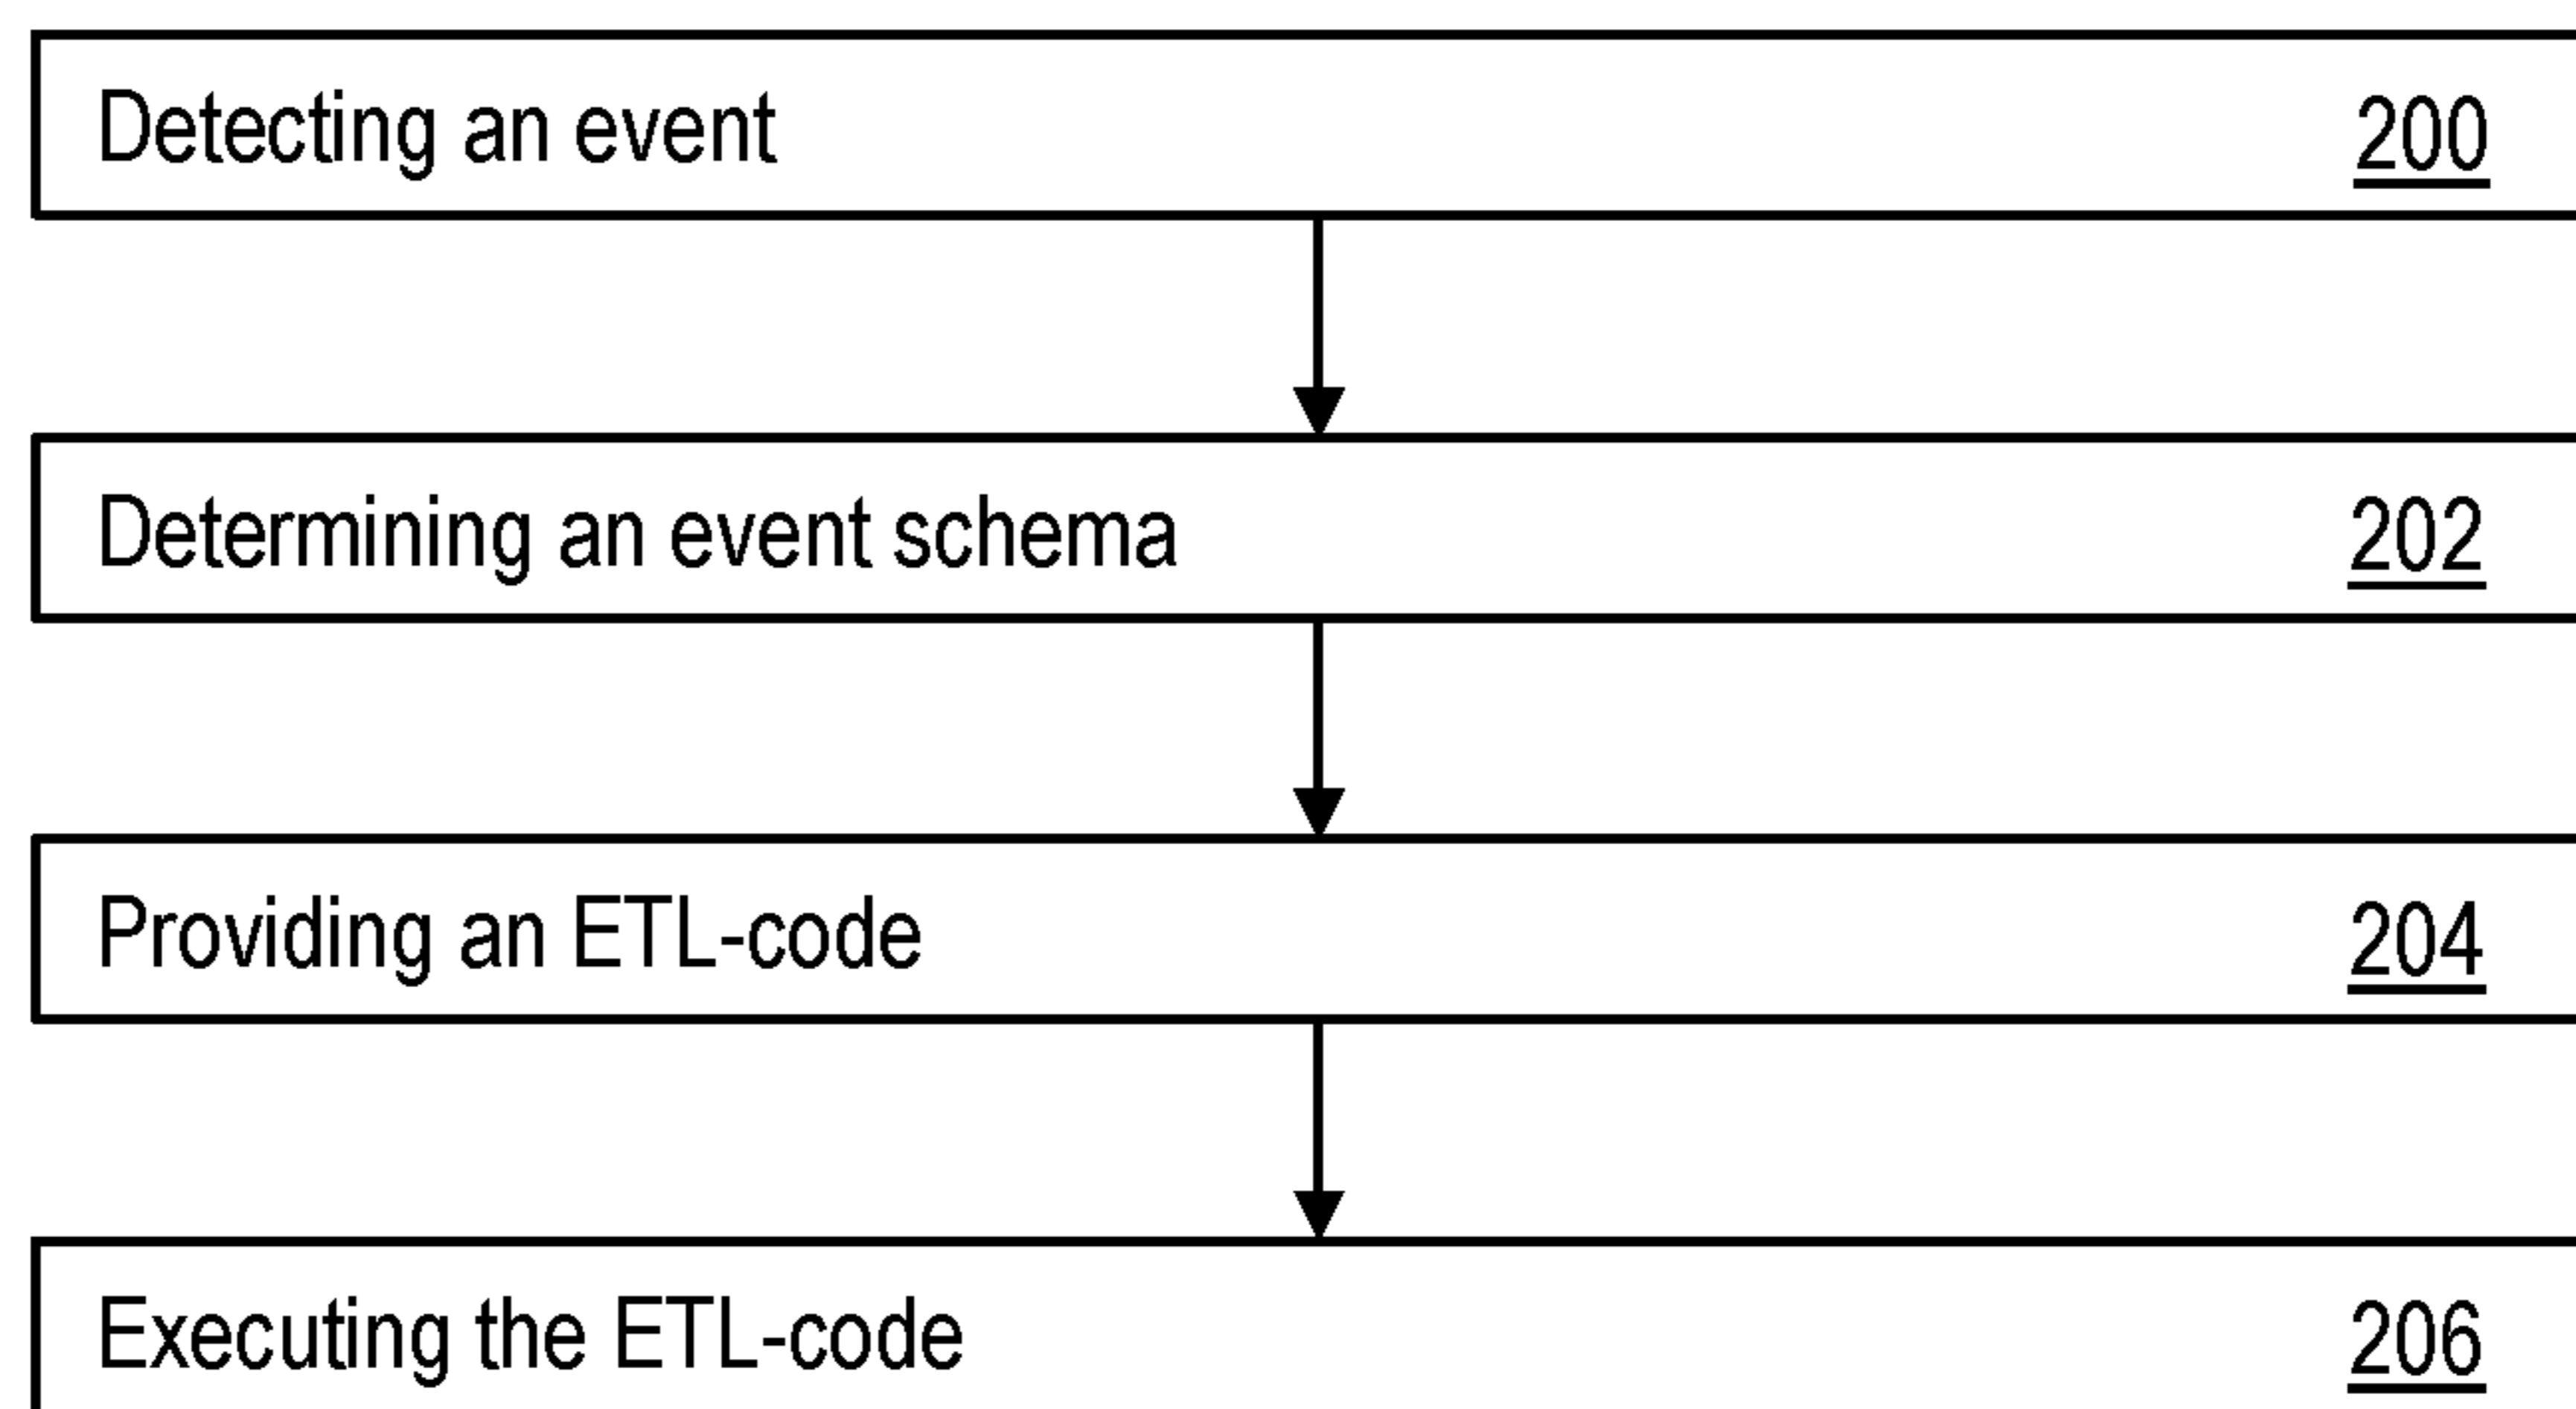 Detecting an event 200
Determining an event schema 202
Providing an ETL-code 204
Executing the ETL-code 206